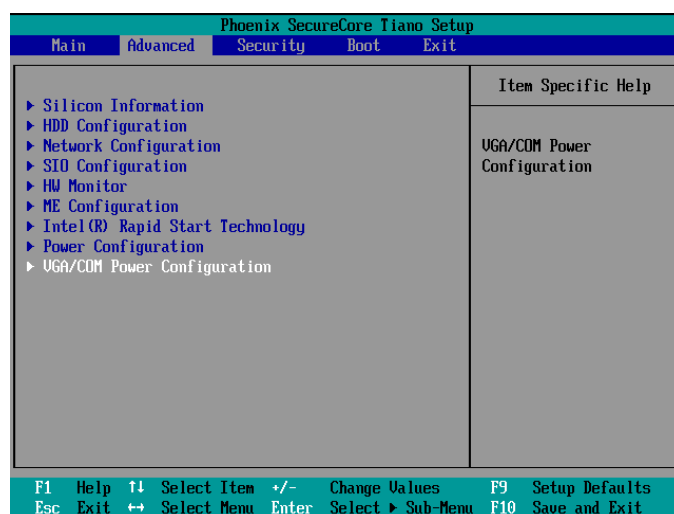 Phoenix SecureCore Tiano Setup
Main Advanced Security Boot Exit
Item Specific Help
▶ Silicon Information
▶ HDD Configuration
▶ Network Configuration
▶ SIO Configuration
▶ HW Monitor
▶ ME Configuration
▶ Intel(R) Rapid Start Technology
▶ Power Configuration
▶ VGA/COM Power Configuration
VGA/COM Power
Configuration
F1 Help ↑↓ Select Item +/- Change Values F9 Setup Defaults
Esc Exit ↔ Select Menu Enter Select ▶ Sub-Menu F10 Save and Exit